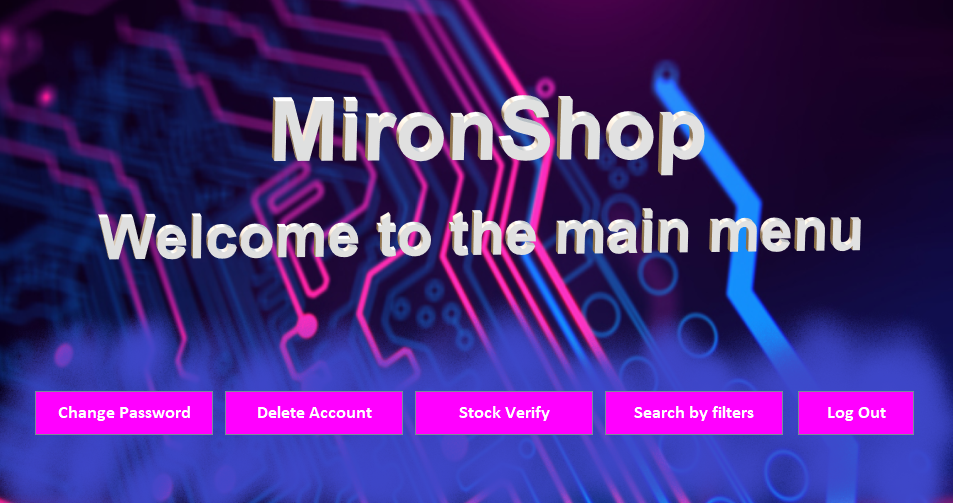 MironShop
Welcome to the main menu
Change Password
Delete Account
Stock Verify
Search by filters
Log Out